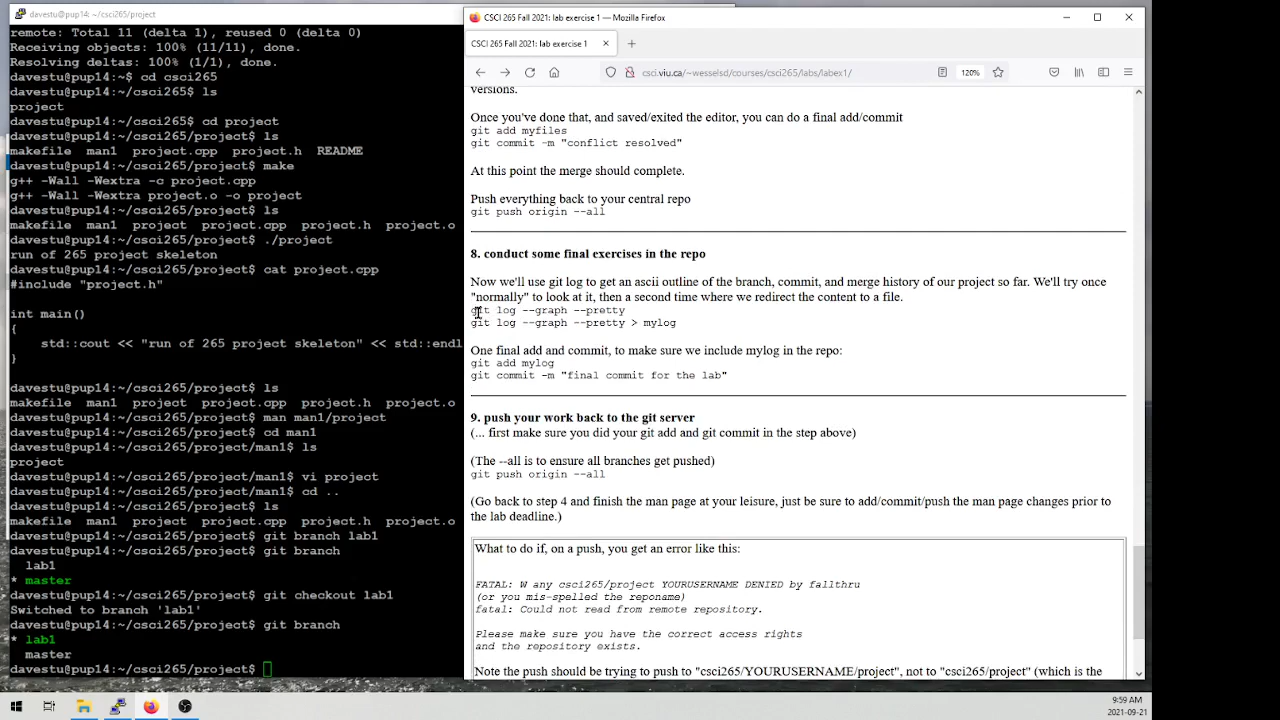 davestu@pup14: ~/csci265/project
remote: Total 11 (delta 1), reused 0 (delta 0)
Receiving objects: 100% (11/11), done.
Resolving deltas: 100% (1/1), done.
davestu@pup14:~$ cd csci265
davestu@pup14:~/csci265$ ls
project
davestu@pup14:~/csci265$ cd project
davestu@pup14:~/csci265/project$ ls
makefile man1 project.cpp project.h README
davestu@pup14:~/csci265/project$ make
g++ -Wall -Wextra -c project.cpp
g++ -Wall -Wextra project.o -o project
davestu@pup14:~/csci265/project$ ls
makefile man1 project project.cpp project.h project.o
davestu@pup14:~/csci265/project$ ./project
run of 265 project skeleton
davestu@pup14:~/csci265/project$ cat project.cpp
#include "project.h"
int main()
{
std::cout << "run of 265 project skeleton" << std::endl
}
davestu@pup14:~/csci265/project$ ls
makefile man1 project project.cpp project.h project.o
davestu@pup14:~/csci265/project$ man man1/project
davestu@pup14:~/csci265/project$ cd man1
davestu@pup14:~/csci265/project/man1$ ls
project
davestu@pup14:~/csci265/project/man1$ vi project
davestu@pup14:~/csci265/project/man1$ cd ..
davestu@pup14:~/csci265/project$ ls
makefile man1 project project.cpp project.h project.o
davestu@pup14:~/csci265/project$ git branch lab1
davestu@pup14:~/csci265/project$ git branch
lab1
* master
davestu@pup14:~/csci265/project$ git checkout lab1
Switched to branch 'lab1'
davestu@pup14:~/csci265/project$ git branch
* lab1
master
davestu@pup14:~/csci265/project$
CSCI 265 Fall 2021: lab exercise 1 — Mozilla Firefox
CSCI 265 Fall 2021: lab exercise 1
csci.viu.ca/~wesselsd/courses/csci265/labs/labex1/
120%
versions.
Once you've done that, and saved/exited the editor, you can do a final add/commit
git add myfiles
git commit -m "conflict resolved"
At this point the merge should complete.
Push everything back to your central repo
git push origin --all
8. conduct some final exercises in the repo
Now we'll use git log to get an ascii outline of the branch, commit, and merge history of our project so far. We'll try once
"normally" to look at it, then a second time where we redirect the content to a file.
git log --graph --pretty
git log --graph --pretty > mylog
One final add and commit, to make sure we include mylog in the repo:
git add mylog
git commit -m "final commit for the lab"
9. push your work back to the git server
(... first make sure you did your git add and git commit in the step above)
(The --all is to ensure all branches get pushed)
git push origin --all
(Go back to step 4 and finish the man page at your leisure, just be sure to add/commit/push the man page changes prior to
the lab deadline.)
What to do if, on a push, you get an error like this:
FATAL: W any csci265/project YOURUSERNAME DENIED by fallthru
(or you mis-spelled the reponame)
fatal: Could not read from remote repository.
Please make sure you have the correct access rights
and the repository exists.
Note the push should be trying to push to "csci265/YOURUSERNAME/project", not to "csci265/project" (which is the
9:59 AM
2021-09-21